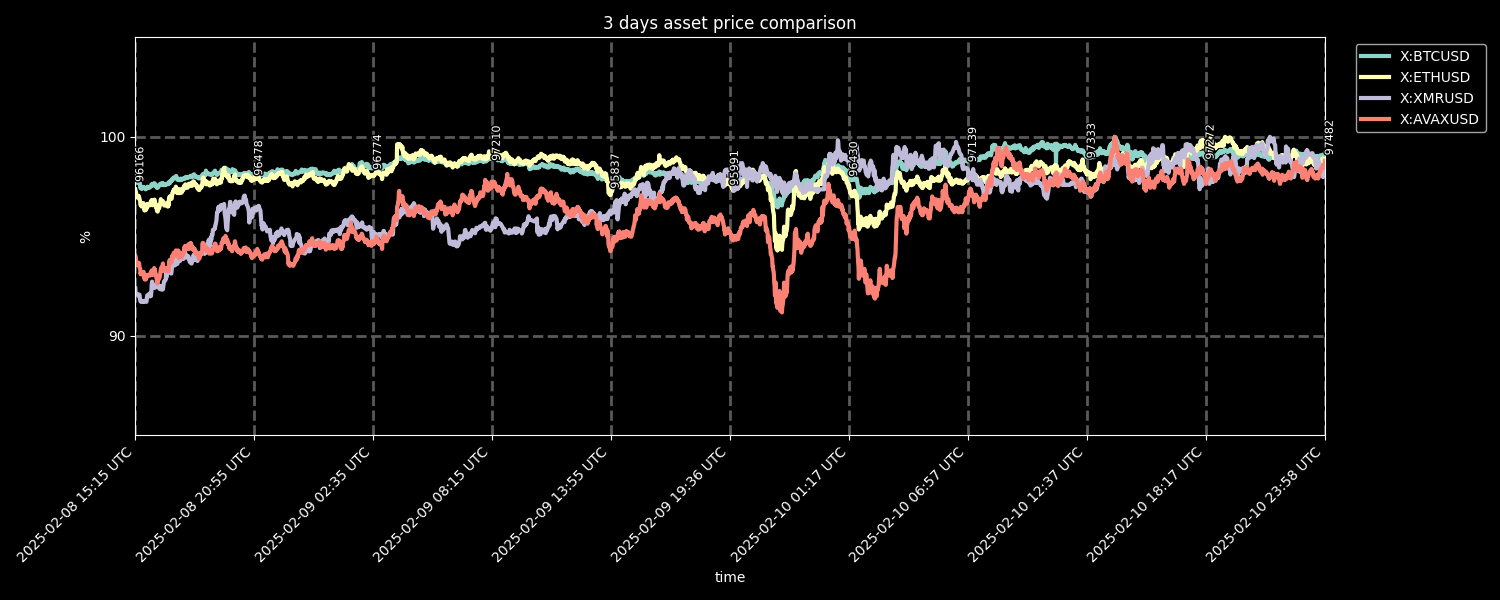 3 days asset price comparison
X:BTCUSD
X:ETHUSD
X:XMRUSD
X:AVAXUSD
100
90
%
96166
96478
96774
97210
95837
95991
96430
97139
97333
97272
97482
2025-02-08 15:15 UTC
2025-02-08 20:55 UTC
2025-02-09 02:35 UTC
2025-02-09 08:15 UTC
2025-02-09 13:55 UTC
2025-02-09 19:36 UTC
2025-02-10 01:17 UTC
2025-02-10 06:57 UTC
2025-02-10 12:37 UTC
2025-02-10 18:17 UTC
2025-02-10 23:58 UTC
time